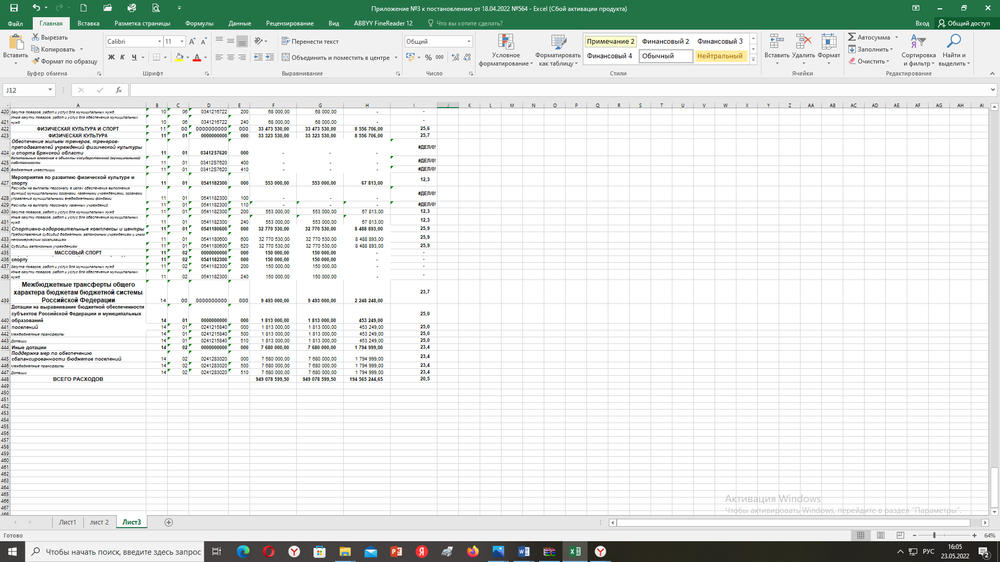 Приложение №3 к постановлению от 18.04.2022 №564 - Excel (Сбой активации продукта)
Файл Главная Вставка Разметка страницы Формулы Данные Рецензирование Вид ABBYY FineReader 12 Что вы хотите сделать? Вход Общий доступ
Вставить
Вырезать
Копировать
Формат по образцу
Буфер обмена
Calibri 11
Ж К Ч
Шрифт
Перенести текст
Объединить и поместить в центре
Выравнивание
Общий
% 000
Число
Условное форматирование
Форматировать как таблицу
Примечание 2 Финансовый 2 Финансовый 3
Финансовый 4 Обычный Нейтральный
Стили
Вставить Удалить Формат
Ячейки
Автосумма
Заполнить
Очистить
Сортировка и фильтр
Найти и выделить
Редактирование
J12 fx
A B C D E F G H I J K L M N O P Q R S T U V W X Y Z AA AB AC AD AE AF AG AH AI
420 Закупка товаров, работ и услуг для муниципальных нужд 10 06 0341216722 200 68 000,00 68 000,00 - -
421 Иные закупки товаров, работ и услуг для обеспечения муниципальных нужд 10 06 0341216722 240 68 000,00 68 000,00 - -
422 ФИЗИЧЕСКАЯ КУЛЬТУРА И СПОРТ 11 00 0000000000 000 33 473 530,00 33 473 530,00 8 556 706,00 25,6
423 ФИЗИЧЕСКАЯ КУЛЬТУРА 11 01 0000000000 000 33 323 530,00 33 323 530,00 8 556 706,00 25,7
424 Обеспечение жильем тренеров, тренеров-преподавателей учреждений физической культуры и спорта Брянской области 11 01 03412S7620 000 - - - #ДЕЛ/0!
425 Капитальные вложения в объекты государственной (муниципальной) собственности 11 01 03412S7620 400 - - - #ДЕЛ/0!
426 Бюджетные инвестиции 11 01 03412S7620 410 - - - #ДЕЛ/0!
427 Мероприятия по развитию физической культуре и спорту 11 01 0541182300 000 553 000,00 553 000,00 67 813,00 12,3
428 Расходы на выплаты персоналу в целях обеспечения выполнения функций муниципальными органами, казенными учреждениями, органами управления муниципальными внебюджетными фондами 11 01 0541182300 100 - - - #ДЕЛ/0!
429 Расходы на выплату персоналу казенных учреждений 11 01 0541182300 110 - - - #ДЕЛ/0!
430 Закупка товаров, работ и услуг для муниципальных нужд 11 01 0541182300 200 553 000,00 553 000,00 67 813,00 12,3
431 Иные закупки товаров, работ и услуг для обеспечения муниципальных нужд 11 01 0541182300 240 553 000,00 553 000,00 67 813,00 12,3
432 Спортивно-оздоровительные комплексы и центры 11 01 0541180600 000 32 770 530,00 32 770 530,00 8 488 893,00 25,9
433 Предоставление субсидий бюджетным, автономным учреждениям и иным некоммерческим организациям 11 01 0541180600 600 32 770 530,00 32 770 530,00 8 488 893,00 25,9
434 Субсидии автономным учреждениям 11 01 0541180600 620 32 770 530,00 32 770 530,00 8 488 893,00 25,9
435 МАССОВЫЙ СПОРТ 11 02 0000000000 000 150 000,00 150 000,00 - -
436 спорту 11 02 0541182300 000 150 000,00 150 000,00 - -
437 Закупка товаров, работ и услуг для муниципальных нужд 11 02 0541182300 200 150 000,00 150 000,00 - -
438 Иные закупки товаров, работ и услуг для обеспечения муниципальных нужд 11 02 0541182300 240 150 000,00 150 000,00 - -
439 Межбюджетные трансферты общего характера бюджетам бюджетной системы Российской Федерации 14 00 0000000000 000 9 493 000,00 9 493 000,00 2 248 248,00 23,7
440 Дотации на выравнивание бюджетной обеспеченности субъектов Российской Федерации и муниципальных образований 14 01 0000000000 000 1 813 000,00 1 813 000,00 453 249,00 25,0
441 поселений 14 01 0241215840 000 1 813 000,00 1 813 000,00 453 249,00 25,0
442 Межбюджетные трансферты 14 01 0241215840 500 1 813 000,00 1 813 000,00 453 249,00 25,0
443 Дотации 14 01 0241215840 510 1 813 000,00 1 813 000,00 453 249,00 25,0
444 Иные дотации 14 02 0000000000 000 7 680 000,00 7 680 000,00 1 794 999,00 23,4
445 Поддержка мер по обеспечению сбалансированности бюджетов поселений 14 02 0241283020 000 7 680 000,00 7 680 000,00 1 794 999,00 23,4
446 Межбюджетные трансферты 14 02 0241283020 500 7 680 000,00 7 680 000,00 1 794 999,00 23,4
447 Дотации 14 02 0241283020 510 7 680 000,00 7 680 000,00 1 794 999,00 23,4
448 ВСЕГО РАСХОДОВ 949 078 599,50 949 078 599,50 194 565 244,65 20,5
449
450
451
452
453
454
455
456
457
458
459
460
461
462
463
464
465
466
467
468
Активация Windows
Чтобы активировать Windows, перейдите в раздел "Параметры".
Лист1 лист 2 Лист3
Готово 64%
Чтобы начать поиск, введите здесь запрос
РУС 16:05
23.05.2022 2